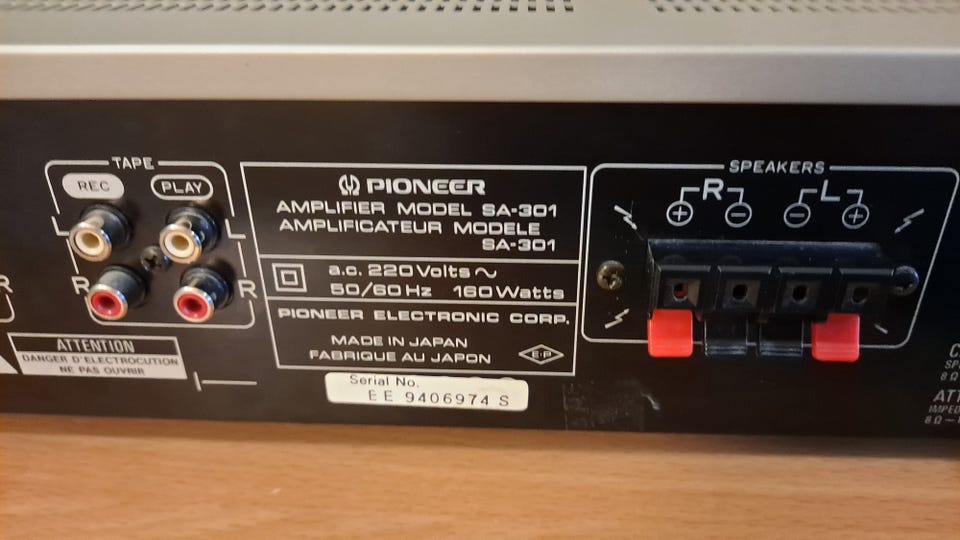 TAPE
REC PLAY
L L
R R R
ATTENTION
DANGER D'ELECTROCUTION
NE PAS OUVRIR
PIONEER
AMPLIFIER MODEL SA-301
AMPLIFICATEUR MODELE
SA-301
a.c. 220 Volts ~
50/60 Hz 160 Watts
PIONEER ELECTRONIC CORP.
MADE IN JAPAN
FABRIQUE AU JAPON
E·P
Serial No.
EE 9406974 S
SPEAKERS
R L
+ − − +
8 Ω